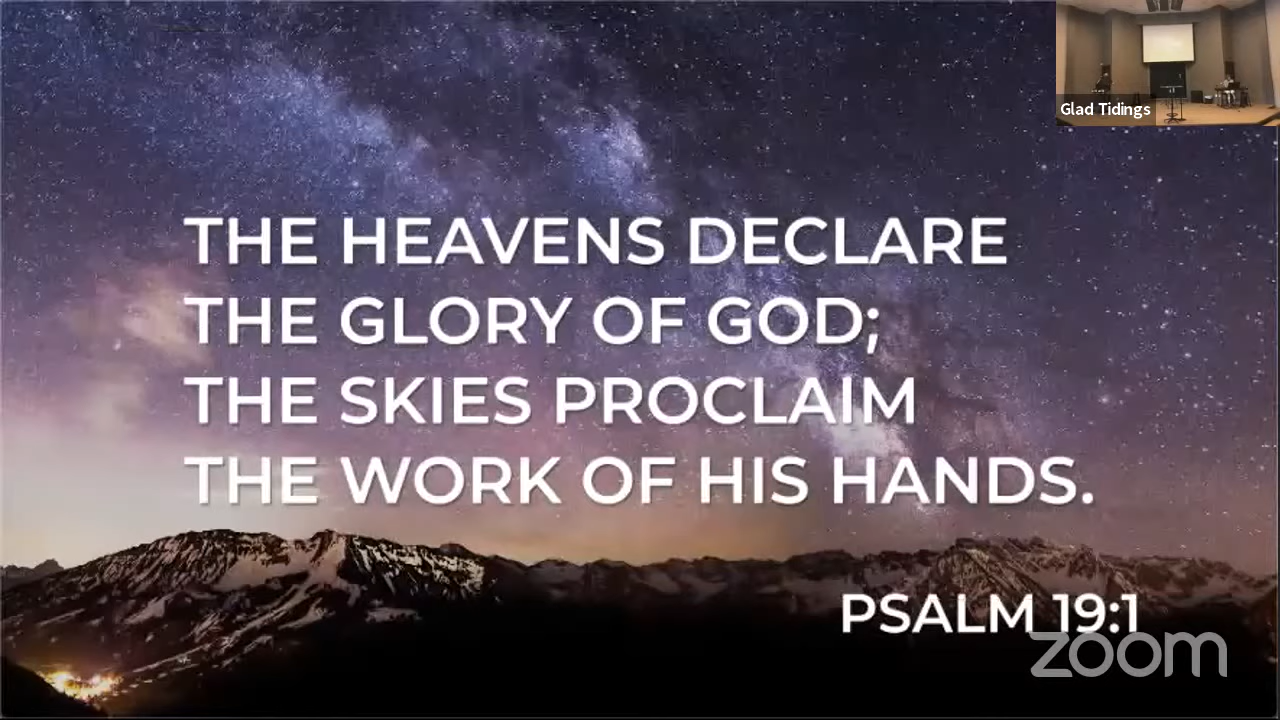 Glad Tidings
THE HEAVENS DECLARE
THE GLORY OF GOD;
THE SKIES PROCLAIM
THE WORK OF HIS HANDS.
PSALM 19:1
zoom